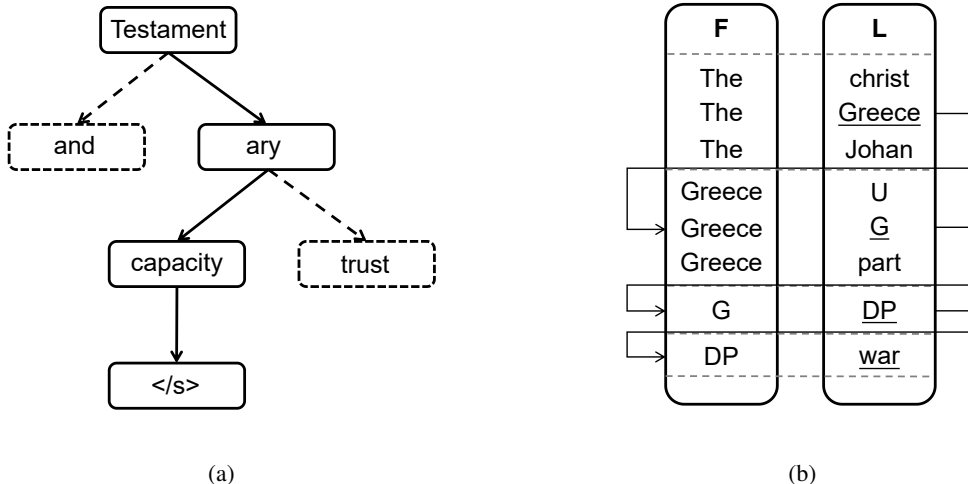 Testament
and
ary
capacity
trust
</s>
(a)
F L
The christ
The Greece
The Johan
Greece U
Greece G
Greece part
G DP
DP war
(b)